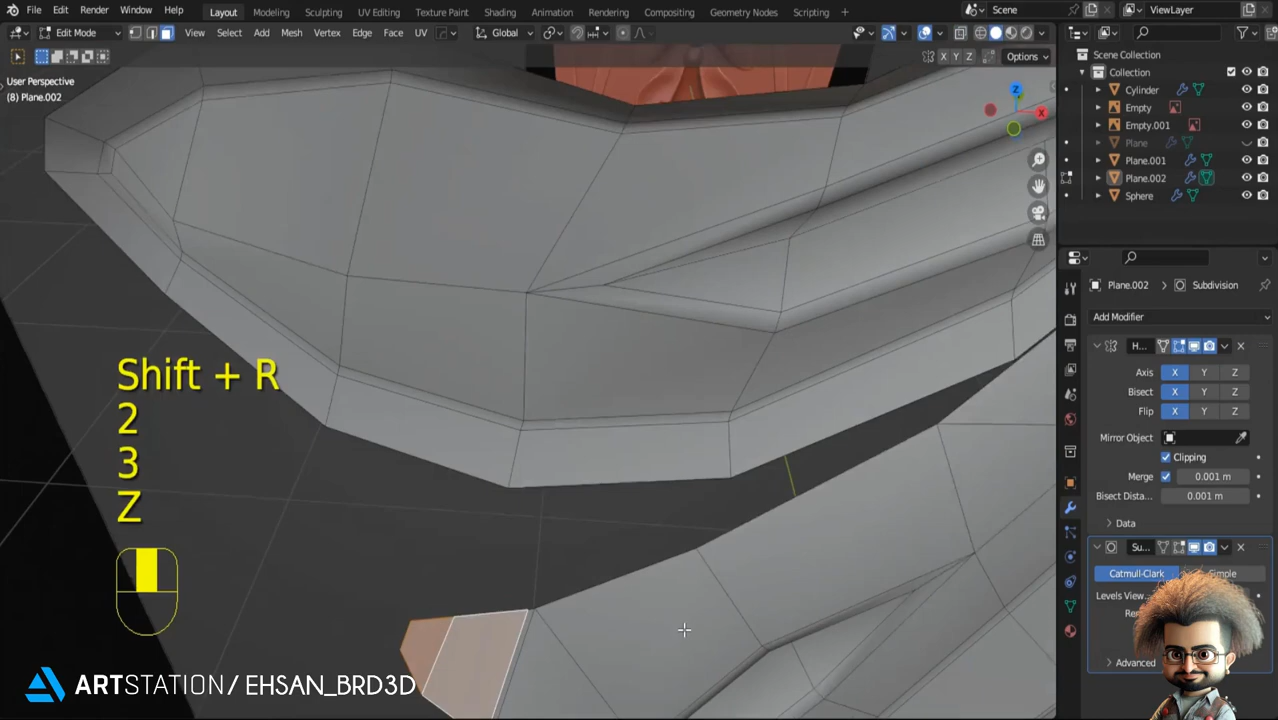 File Edit Render Window Help Layout Modeling Sculpting UV Editing Texture Paint Shading Animation Rendering Compositing Geometry Nodes Scripting + Scene ViewLayer
Edit Mode View Select Add Mesh Vertex Edge Face UV Global
X Y Z Options
User Perspective
(8) Plane.002
Scene Collection
Collection
Cylinder
Empty
Empty.001
Plane
Plane.001
Plane.002
Sphere
Z
X
Plane.002 > Subdivision
Add Modifier
H...
Axis X Y Z
Bisect X Y Z
Flip X Y Z
Mirror Object
Clipping
Merge 0.001 m
Bisect Dista... 0.001 m
Data
Su...
Catmull-Clark Simple
Levels View...
Advanced
Shift + R
2
3
Z
ARTSTATION / EHSAN_BRD3D